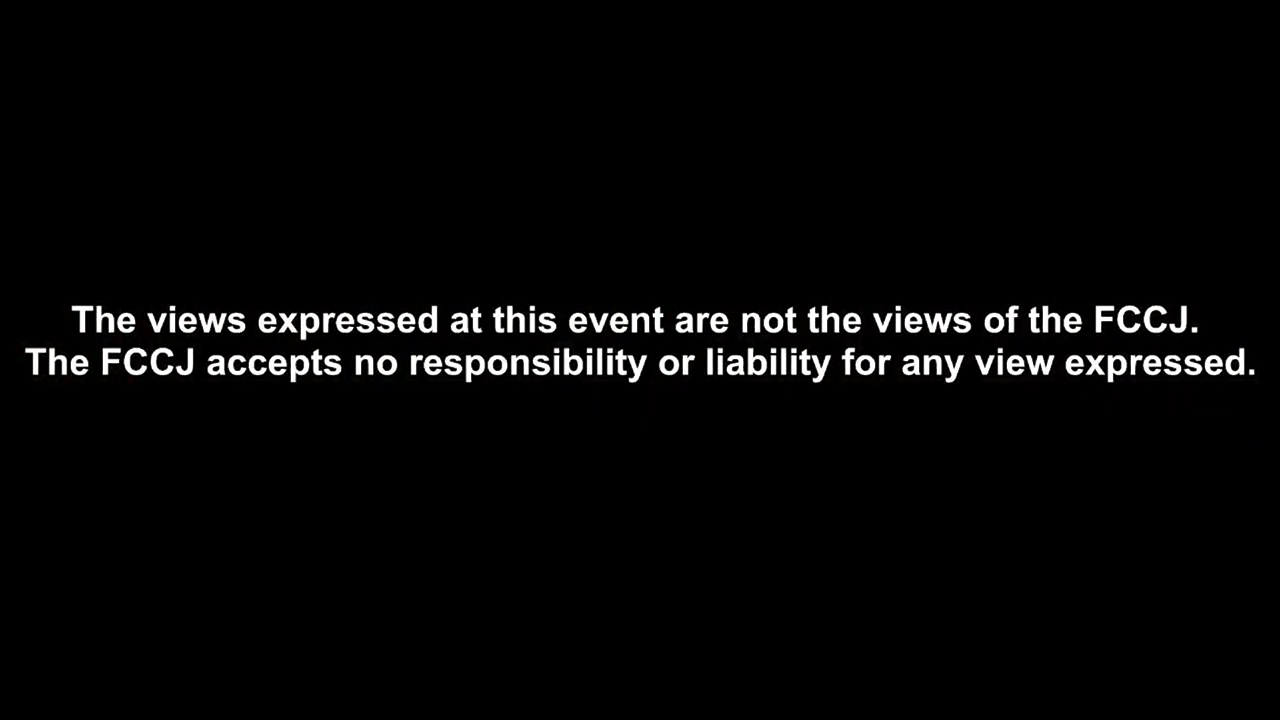 The views expressed at this event are not the views of the FCCJ.
The FCCJ accepts no responsibility or liability for any view expressed.